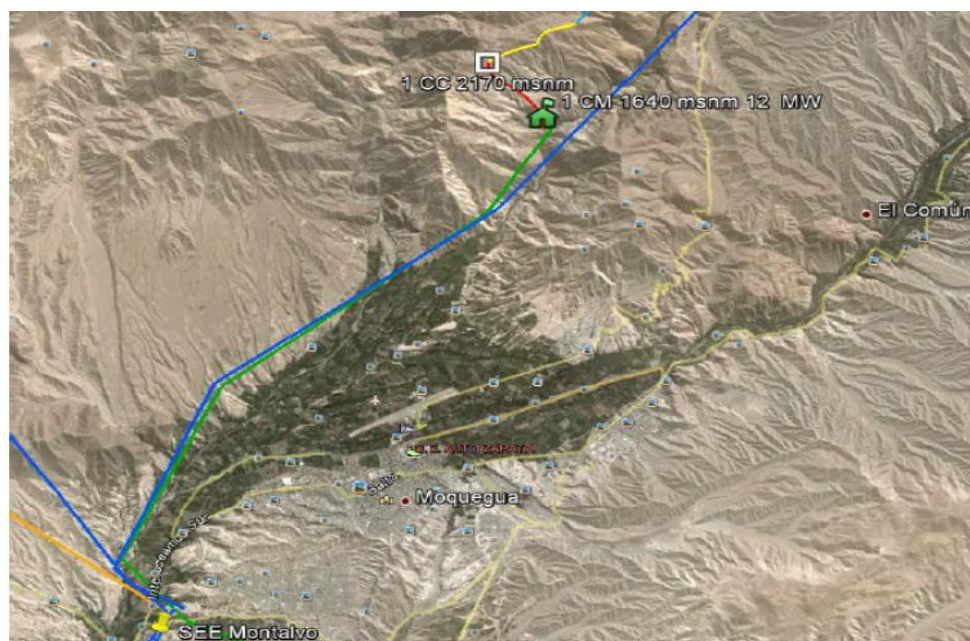 1 CC 2170 msnm
1 CM 1640 msnm 12 MW
El Común
Moquegua
SEE Montalvo